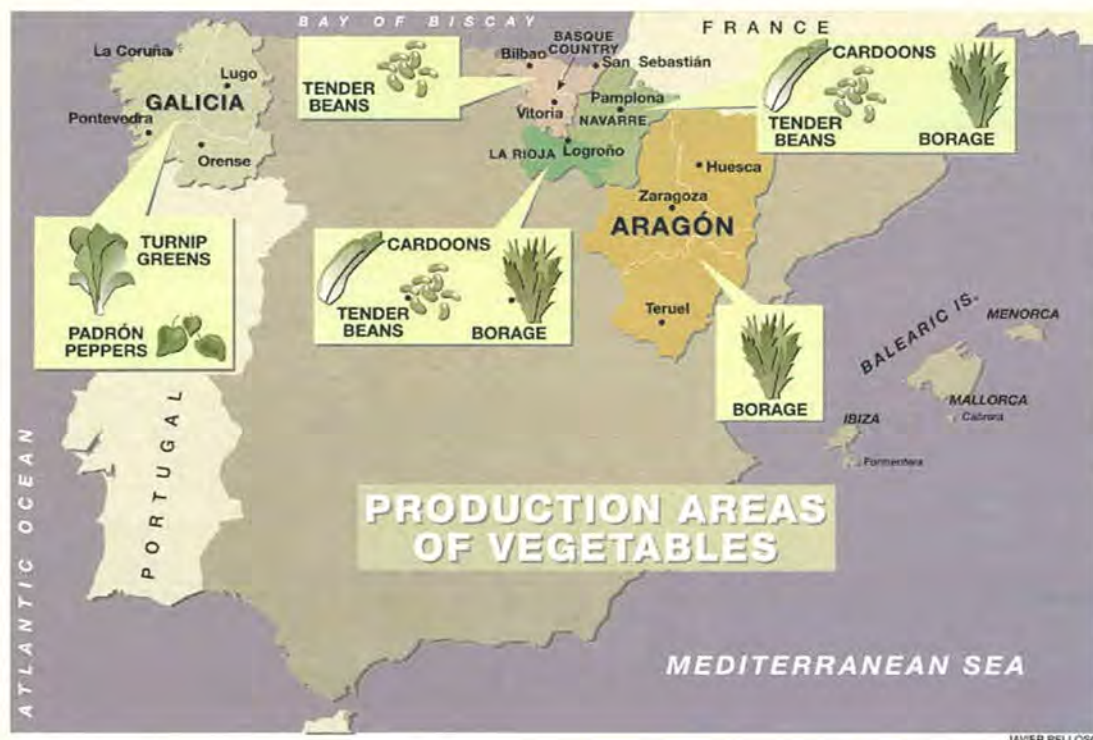 BAY OF BISCAY
FRANCE
La Coruña
Lugo
GALICIA
Pontevedra
Orense
TENDER
BEANS
Bilbao
BASQUE
COUNTRY
San Sebastián
Vitoria
Pamplona
NAVARRE
LA RIOJA
Logroño
CARDOONS
TENDER
BEANS
BORAGE
Huesca
Zaragoza
ARAGÓN
Teruel
TURNIP
GREENS
PADRÓN
PEPPERS
CARDOONS
TENDER
BEANS
BORAGE
BORAGE
BALEARIC IS.
MENORCA
MALLORCA
Cabrera
IBIZA
Formentera
PORTUGAL
ATLANTIC OCEAN
PRODUCTION AREAS
OF VEGETABLES
MEDITERRANEAN SEA
JAVIER BELLOSO